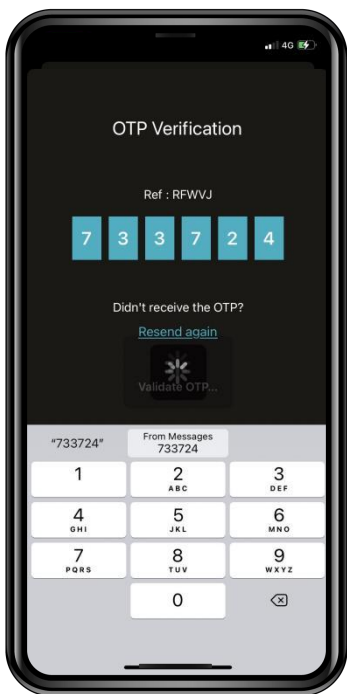 4G
OTP Verification
Ref : RFWVJ
7 3 3 7 2 4
Didn't receive the OTP?
Resend again
Validate OTP...
"733724"
From Messages
733724
1 2 3
ABC DEF
4 5 6
GHI JKL MNO
7 8 9
PQRS TUV WXYZ
0